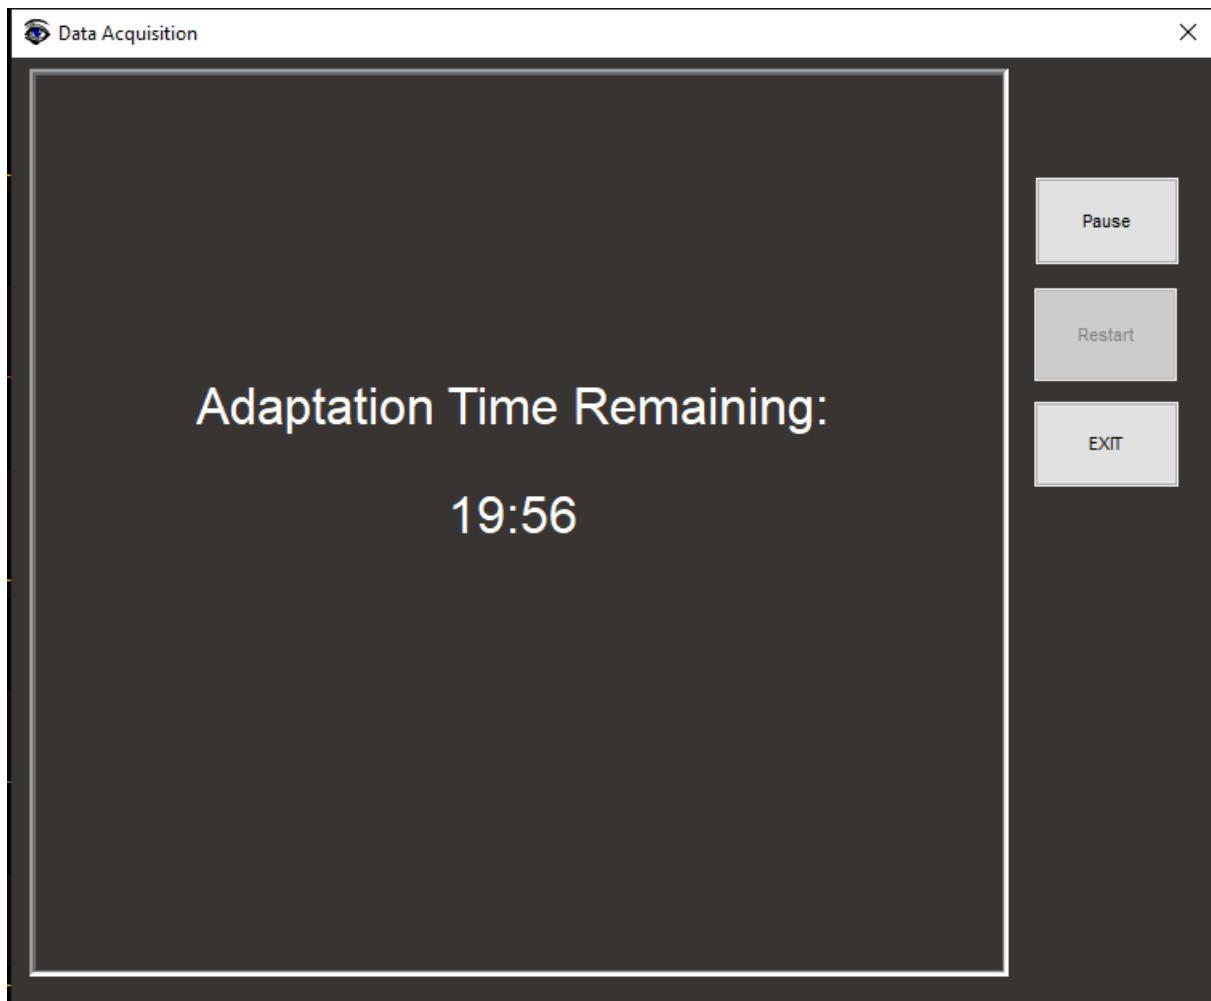 Data Acquisition
Pause
Restart
Adaptation Time Remaining:
EXIT
19:56